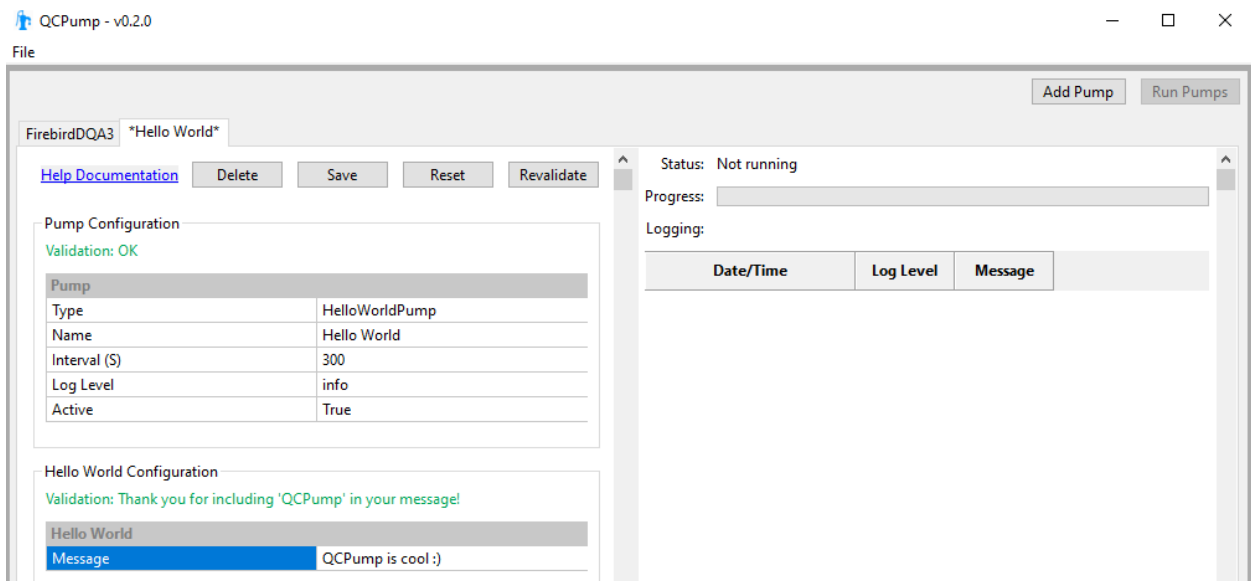 QCPump - v0.2.0
File
Add Pump Run Pumps
FirebirdDQA3 *Hello World*
Help Documentation Delete Save Reset Revalidate
Pump Configuration
Validation: OK
Pump
Type HelloWorldPump
Name Hello World
Interval (S) 300
Log Level info
Active True
Hello World Configuration
Validation: Thank you for including 'QCPump' in your message!
Hello World
Message QCPump is cool :)
Status: Not running
Progress:
Logging:
Date/Time Log Level Message